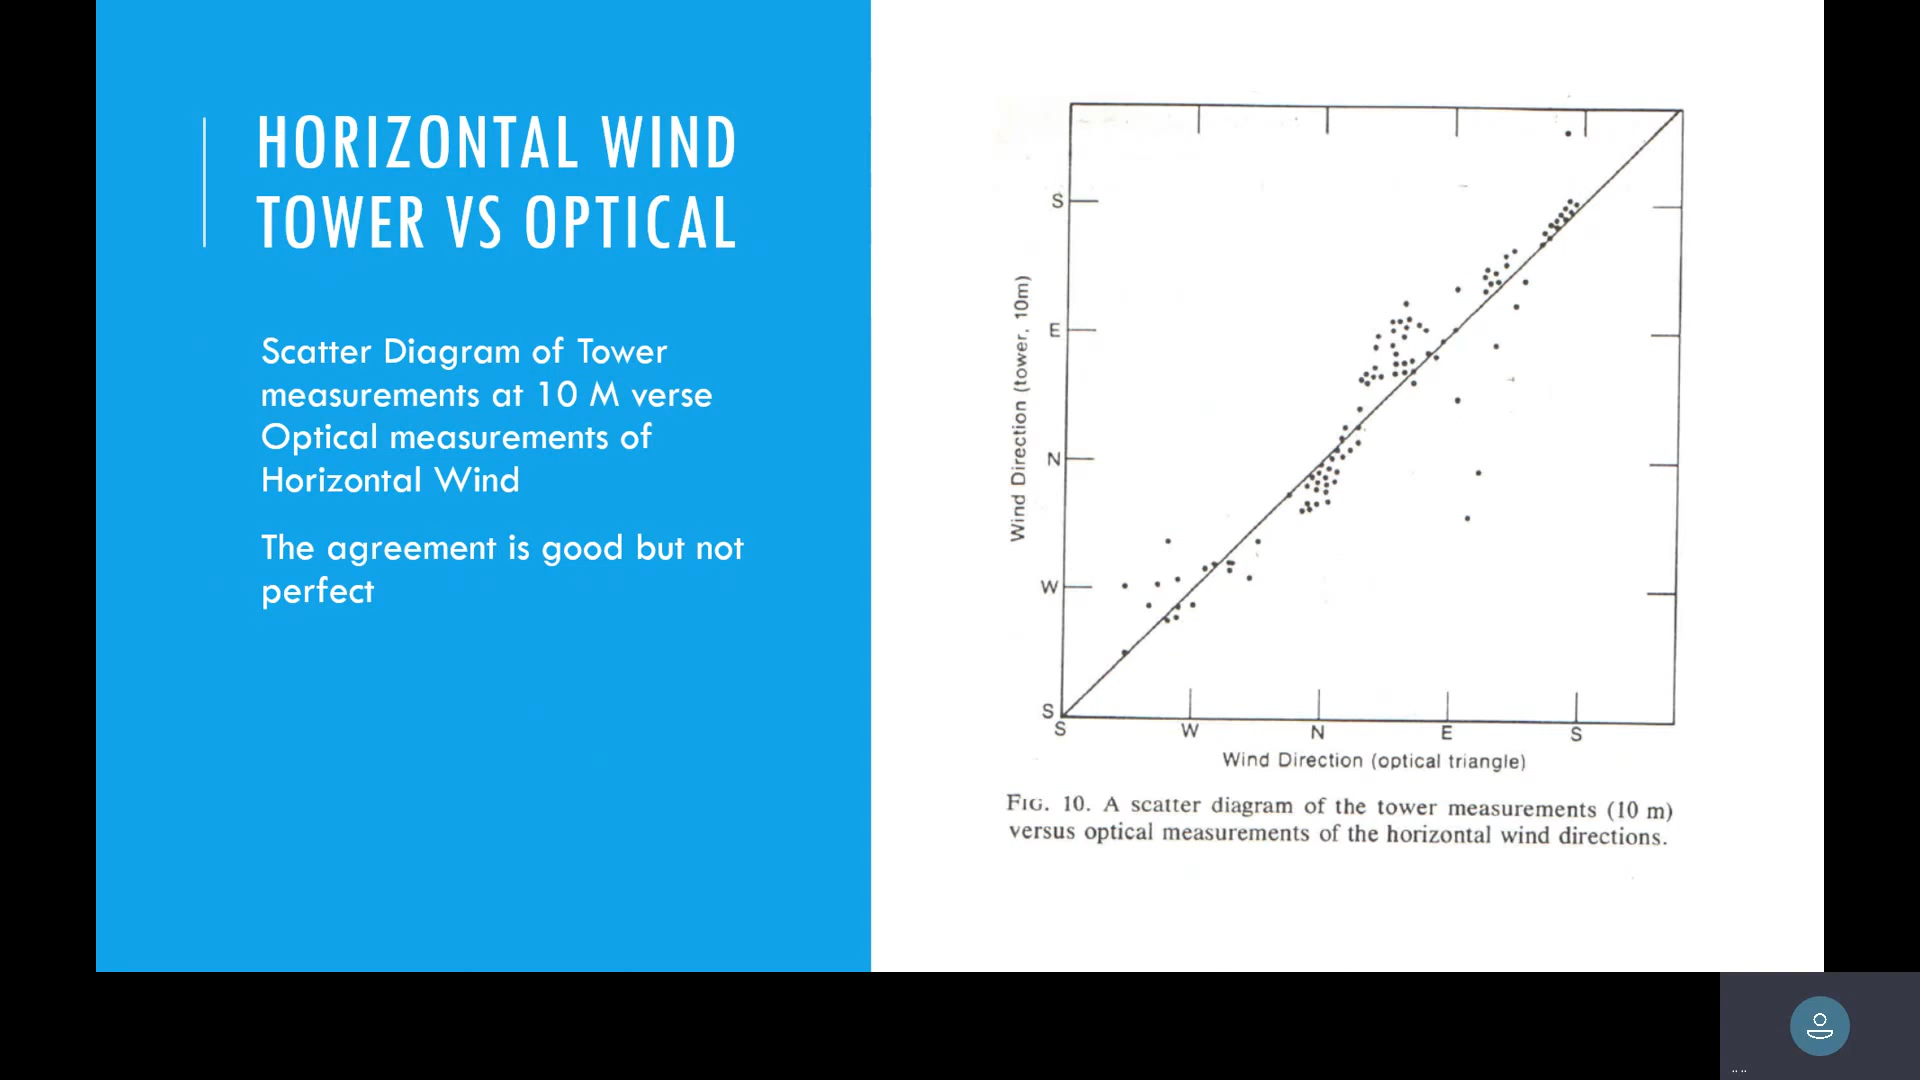 HORIZONTAL WIND
TOWER VS OPTICAL
Scatter Diagram of Tower
measurements at 10 M verse
Optical measurements of
Horizontal Wind
The agreement is good but not
perfect
Wind Direction (tower, 10m)
S
E
N
W
S
S
W
N
E
S
Wind Direction (optical triangle)
FIG. 10. A scatter diagram of the tower measurements (10 m)
versus optical measurements of the horizontal wind directions.